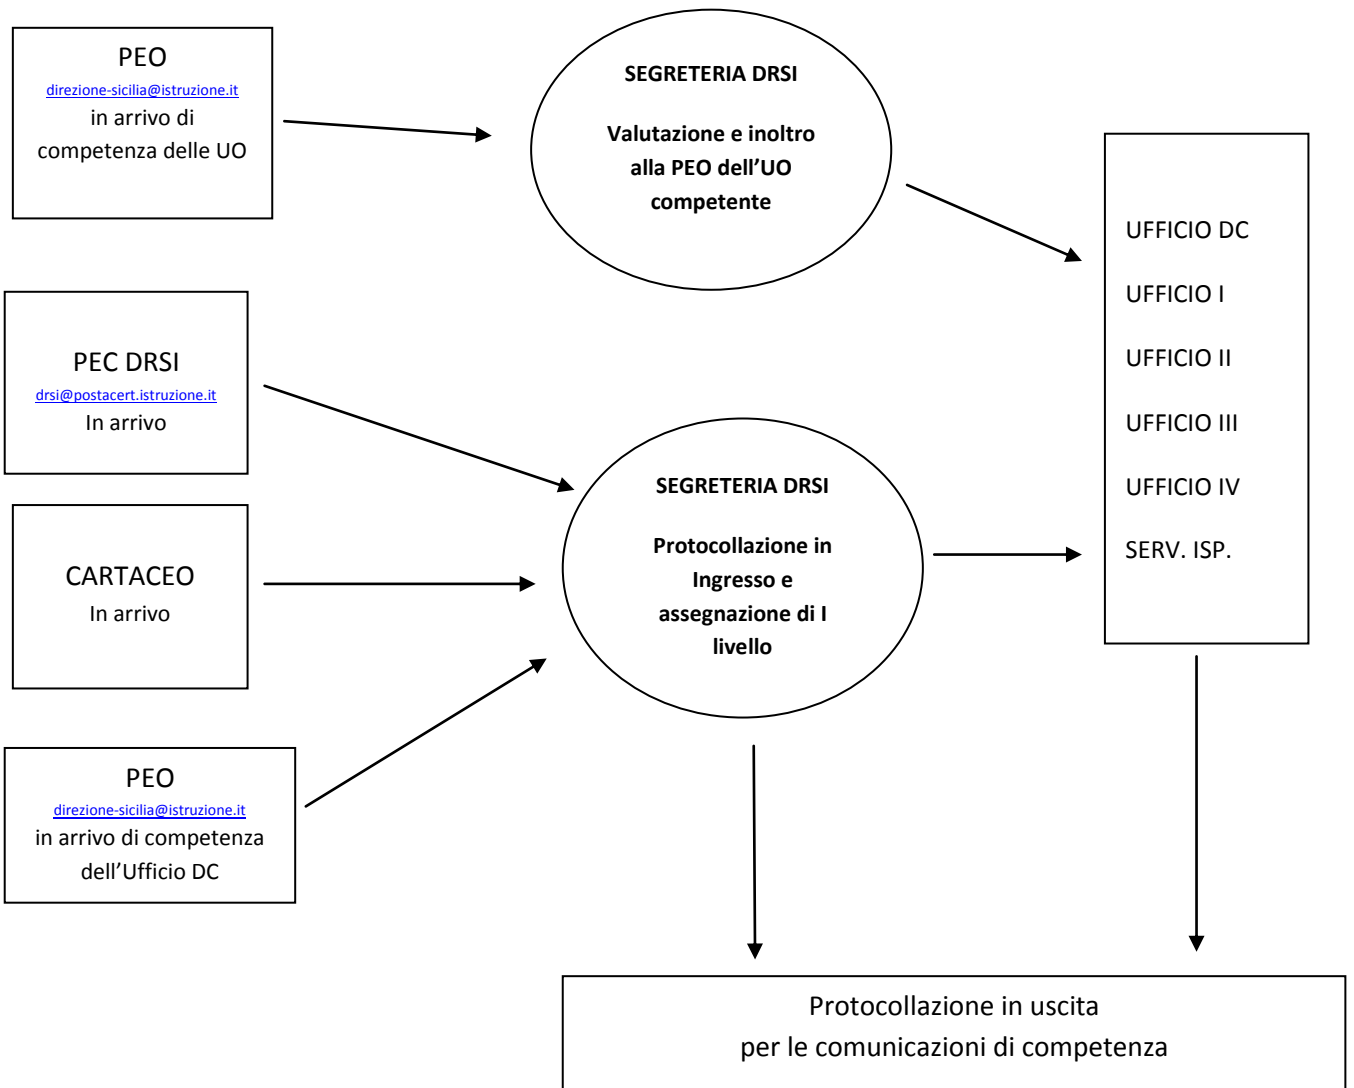 PEO
direzione-sicilia@istruzione.it
in arrivo di
competenza delle UO
SEGRETERIA DRSI
Valutazione e inoltro
alla PEO dell’UO
competente
UFFICIO DC
UFFICIO I
UFFICIO II
UFFICIO III
UFFICIO IV
SERV. ISP.
PEC DRSI
drsi@postacert.istruzione.it
In arrivo
CARTACEO
In arrivo
SEGRETERIA DRSI
Protocollazione in
Ingresso e
assegnazione di I
livello
PEO
direzione-sicilia@istruzione.it
in arrivo di competenza
dell’Ufficio DC
Protocollazione in uscita
per le comunicazioni di competenza